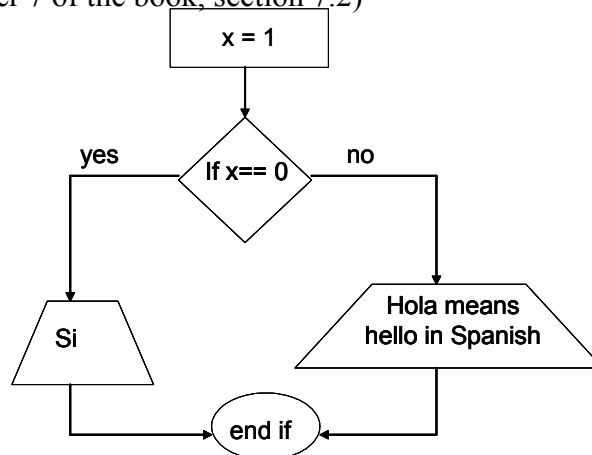 7 of the book, section 7.2)
x = 1
yes
If x== 0
no
Si
Hola means
hello in Spanish
end if